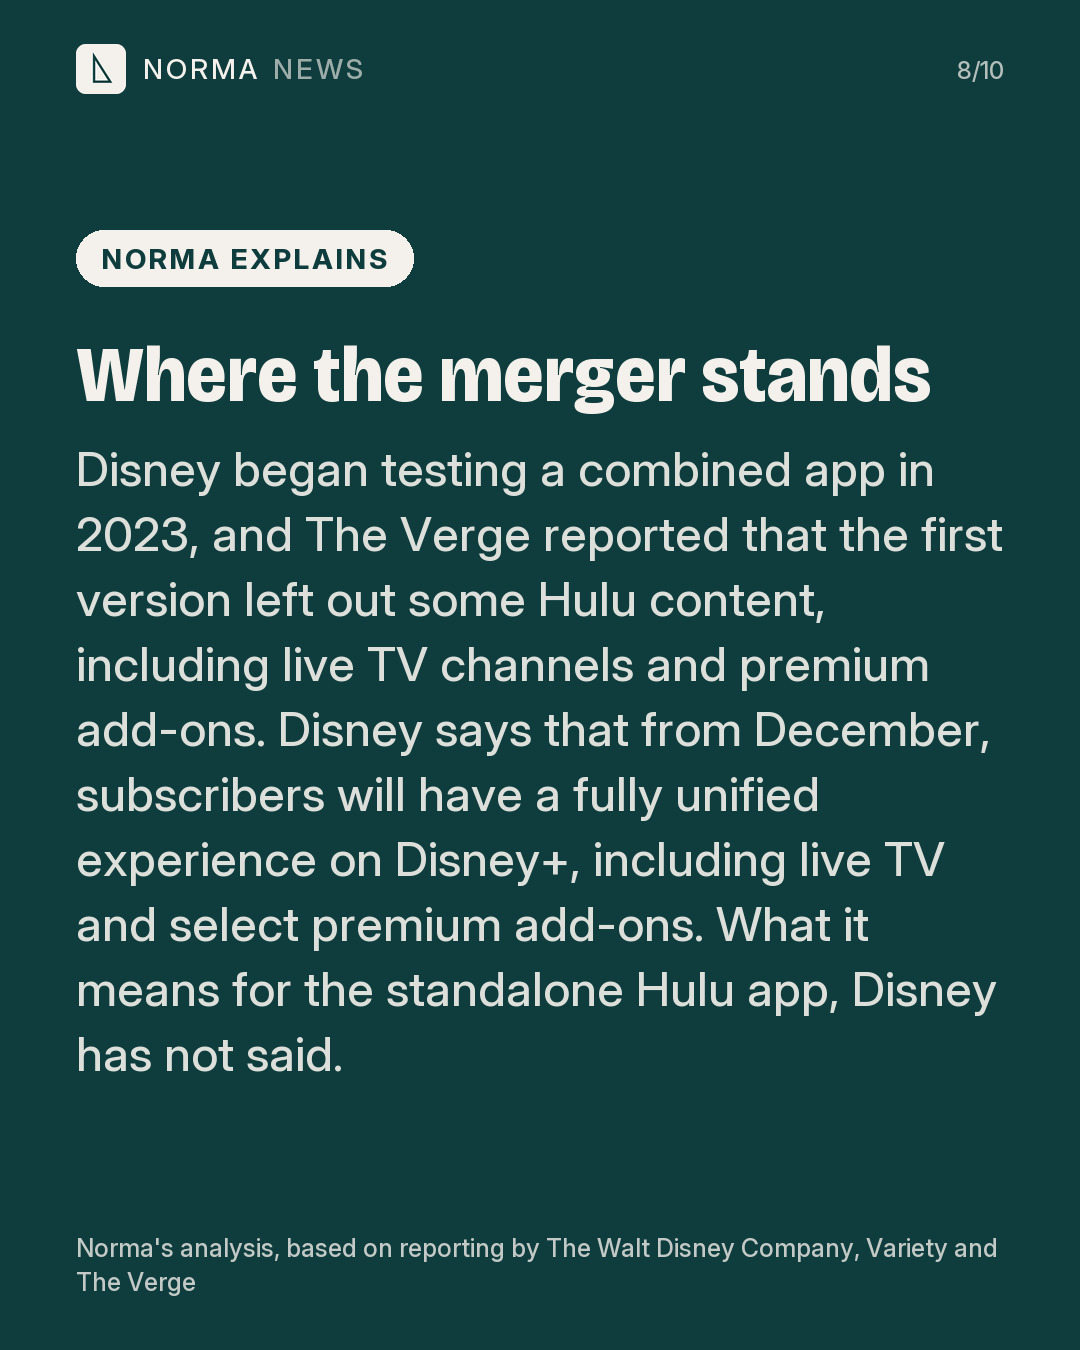 NORMA NEWS
8/10
NORMA EXPLAINS
Where the merger stands
Disney began testing a combined app in
2023, and The Verge reported that the first
version left out some Hulu content,
including live TV channels and premium
add-ons. Disney says that from December,
subscribers will have a fully unified
experience on Disney+, including live TV
and select premium add-ons. What it
means for the standalone Hulu app, Disney
has not said.
Norma's analysis, based on reporting by The Walt Disney Company, Variety and
The Verge